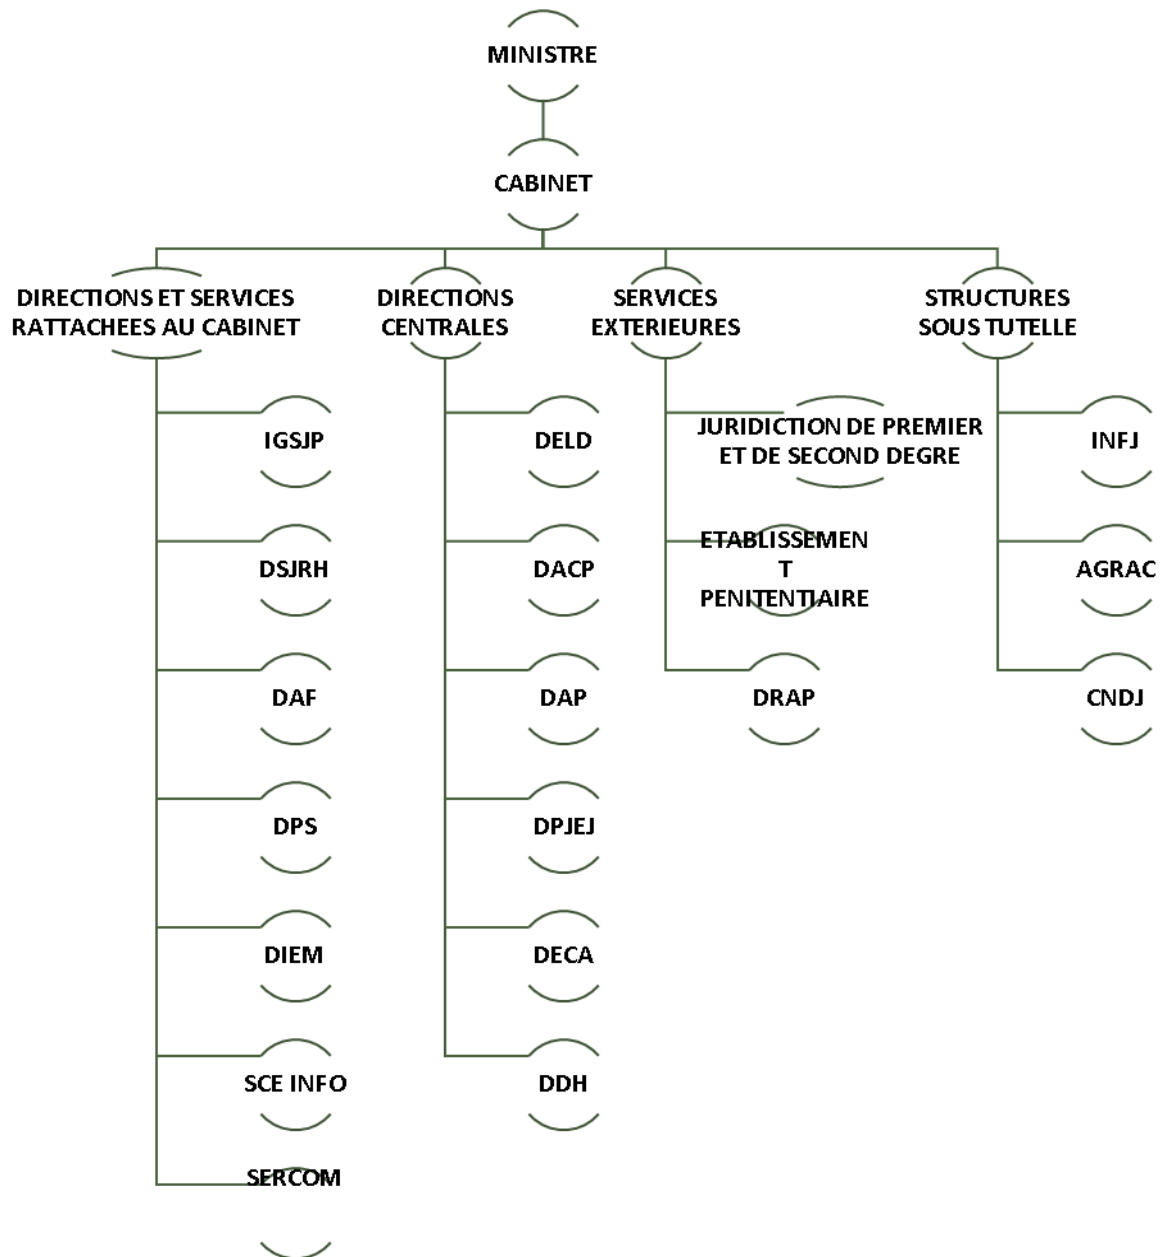 MINISTRE
CABINET
DIRECTIONS ET SERVICES
RATTACHEES AU CABINET
DIRECTIONS
CENTRALES
SERVICES
EXTERIEURES
STRUCTURES
SOUS TUTELLE
IGSJP
DSJRH
DAF
DPS
DIEM
SCE INFO
SERCOM
DELD
DACP
DAP
DPJEJ
DECA
DDH
JURIDICTION DE PREMIER
ET DE SECOND DEGRE
ETABLISSEMEN
T
PENITENTIAIRE
DRAP
INFJ
AGRAC
CNDJ